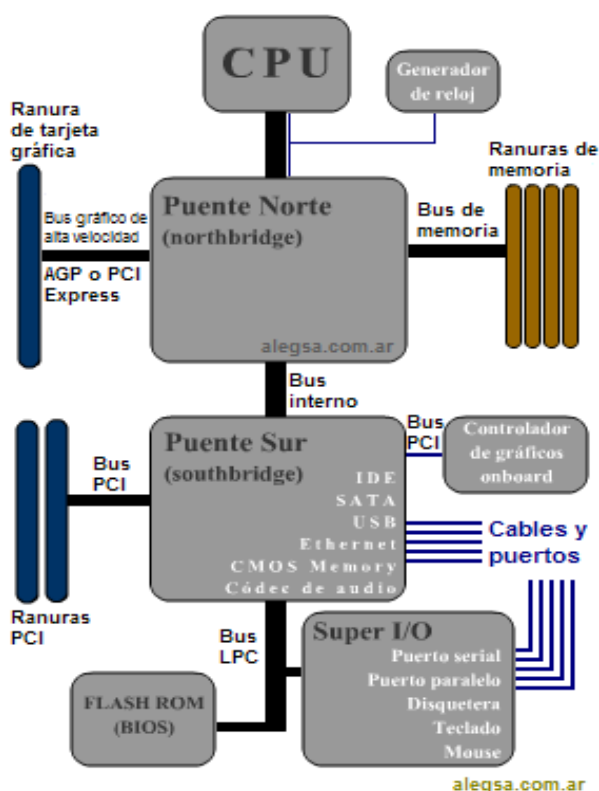 CPU
Generador
de reloj
Ranura
de tarjeta
gráfica
Ranuras de
memoria
Puente Norte
(northbridge)
Bus de
memoria
Bus gráfico de
alta velocidad
AGP o PCI
Express
alegsa.com.ar
Bus
interno
Puente Sur
(southbridge)
Bus
PCI
Controlador
de gráficos
onboard
Bus
PCI
IDE
SATA
USB
Ethernet
CMOS Memory
Códec de audio
Cables y
puertos
Ranuras
PCI
Bus
LPC
Super I/O
Puerto serial
Puerto paralelo
Disquetera
Teclado
Mouse
FLASH ROM
(BIOS)
alegsa.com.ar